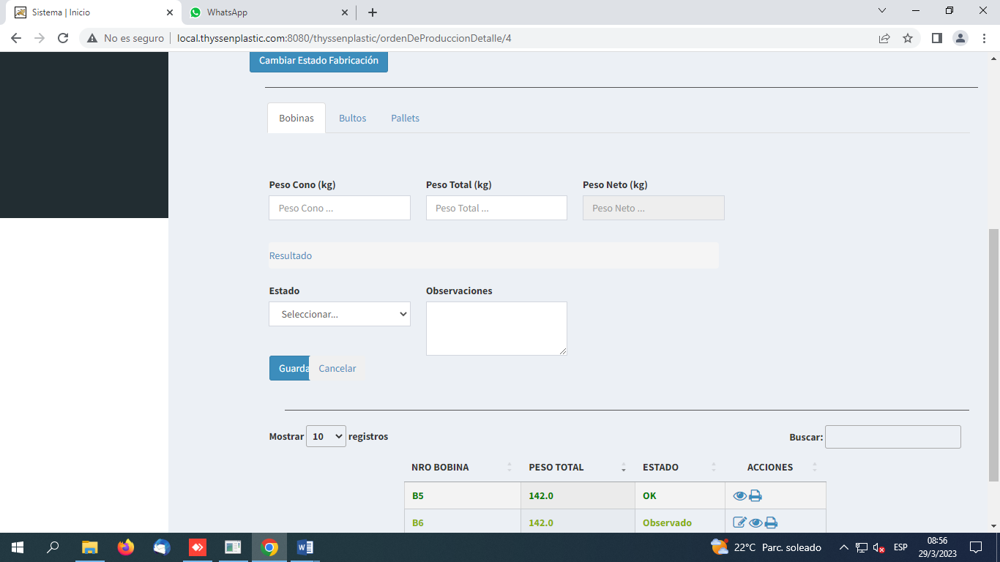 Sistema | Inicio
WhatsApp
No es seguro
local.thyssenplastic.com:8080/thyssenplastic/ordenDeProduccionDetalle/4
Cambiar Estado Fabricación
Bobinas Bultos Pallets
Peso Cono (kg) Peso Total (kg) Peso Neto (kg)
Peso Cono ... Peso Total ... Peso Neto ...
Resultado
Estado Observaciones
Seleccionar...
Guarda Cancelar
Mostrar 10 registros Buscar:
NRO BOBINA PESO TOTAL ESTADO ACCIONES
B5 142.0 OK
B6 142.0 Observado
22°C Parc. soleado ESP 08:56
29/3/2023